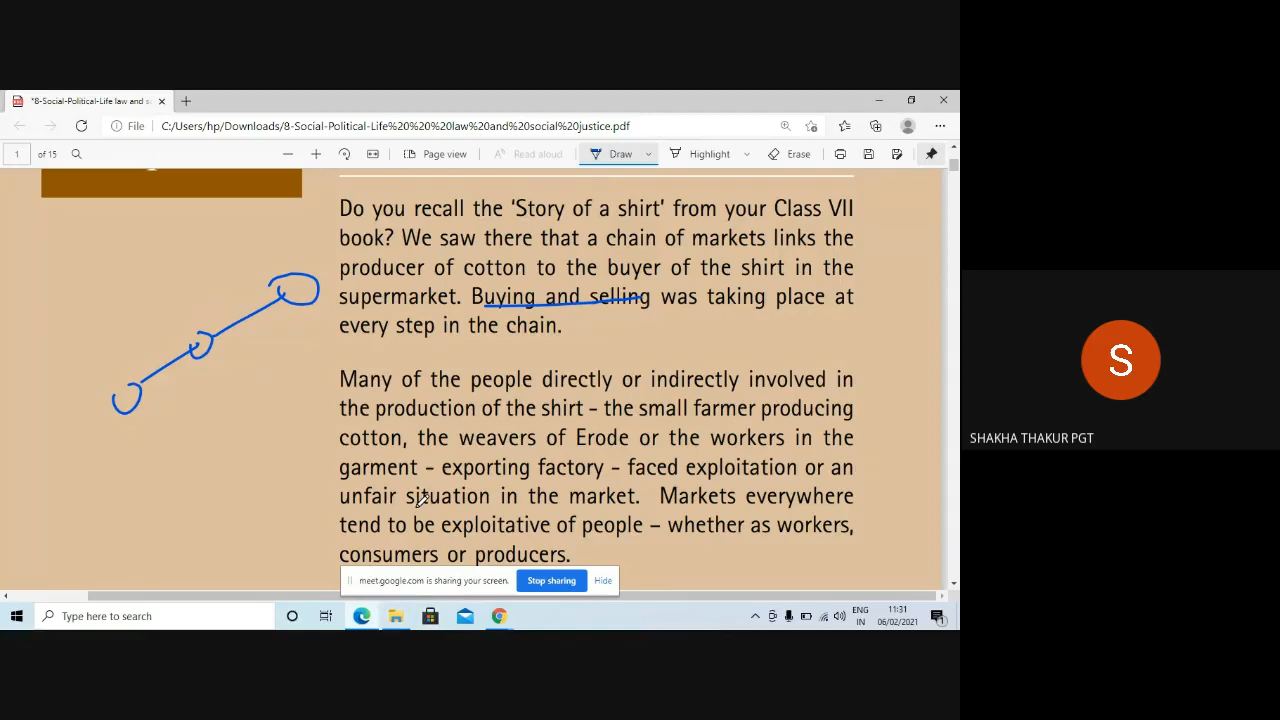 *8-Social-Political-Life law and s
File C:/Users/hp/Downloads/8-Social-Political-Life%20%20%20law%20and%20social%20justice.pdf
1 of 15 Page view Read aloud Draw Highlight Erase
Do you recall the ‘Story of a shirt’ from your Class VII
book? We saw there that a chain of markets links the
producer of cotton to the buyer of the shirt in the
supermarket. Buying and selling was taking place at
every step in the chain.
Many of the people directly or indirectly involved in
the production of the shirt - the small farmer producing
cotton, the weavers of Erode or the workers in the
garment - exporting factory - faced exploitation or an
unfair situation in the market. Markets everywhere
tend to be exploitative of people – whether as workers,
consumers or producers.
meet.google.com is sharing your screen. Stop sharing Hide
Type here to search
ENG
IN
11:31
06/02/2021
S
SHAKHA THAKUR PGT